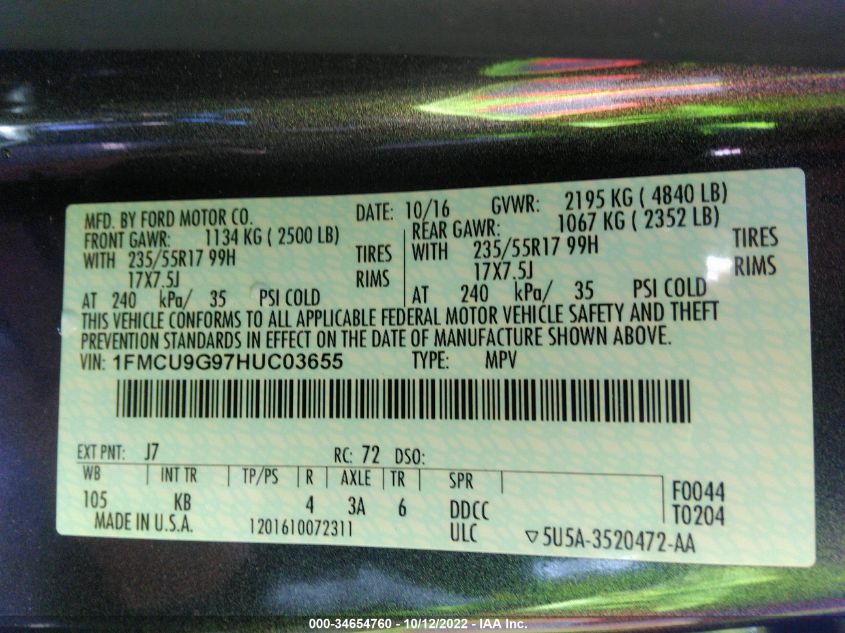 MFD. BY FORD MOTOR CO. DATE: 10/16 GVWR: 2195 KG ( 4840 LB)
FRONT GAWR: 1134 KG ( 2500 LB) REAR GAWR: 1067 KG ( 2352 LB)
WITH 235/55R17 99H TIRES WITH 235/55R17 99H TIRES
17X7.5J RIMS 17X7.5J RIMS
AT 240 kPa/ 35 PSI COLD AT 240 kPa/ 35 PSI COLD
THIS VEHICLE CONFORMS TO ALL APPLICABLE FEDERAL MOTOR VEHICLE SAFETY AND THEFT
PREVENTION STANDARDS IN EFFECT ON THE DATE OF MANUFACTURE SHOWN ABOVE.
VIN: 1FMCU9G97HUC03655 TYPE: MPV
EXT PNT: J7 RC: 72 DSO:
WB INT TR TP/PS R AXLE TR SPR
105 KB 4 3A 6 DDCC F0044
MADE IN U.S.A. 1201610072311 ULC T0204
▽5U5A-3520472-AA
000-34654760 - 10/12/2022 - IAA Inc.